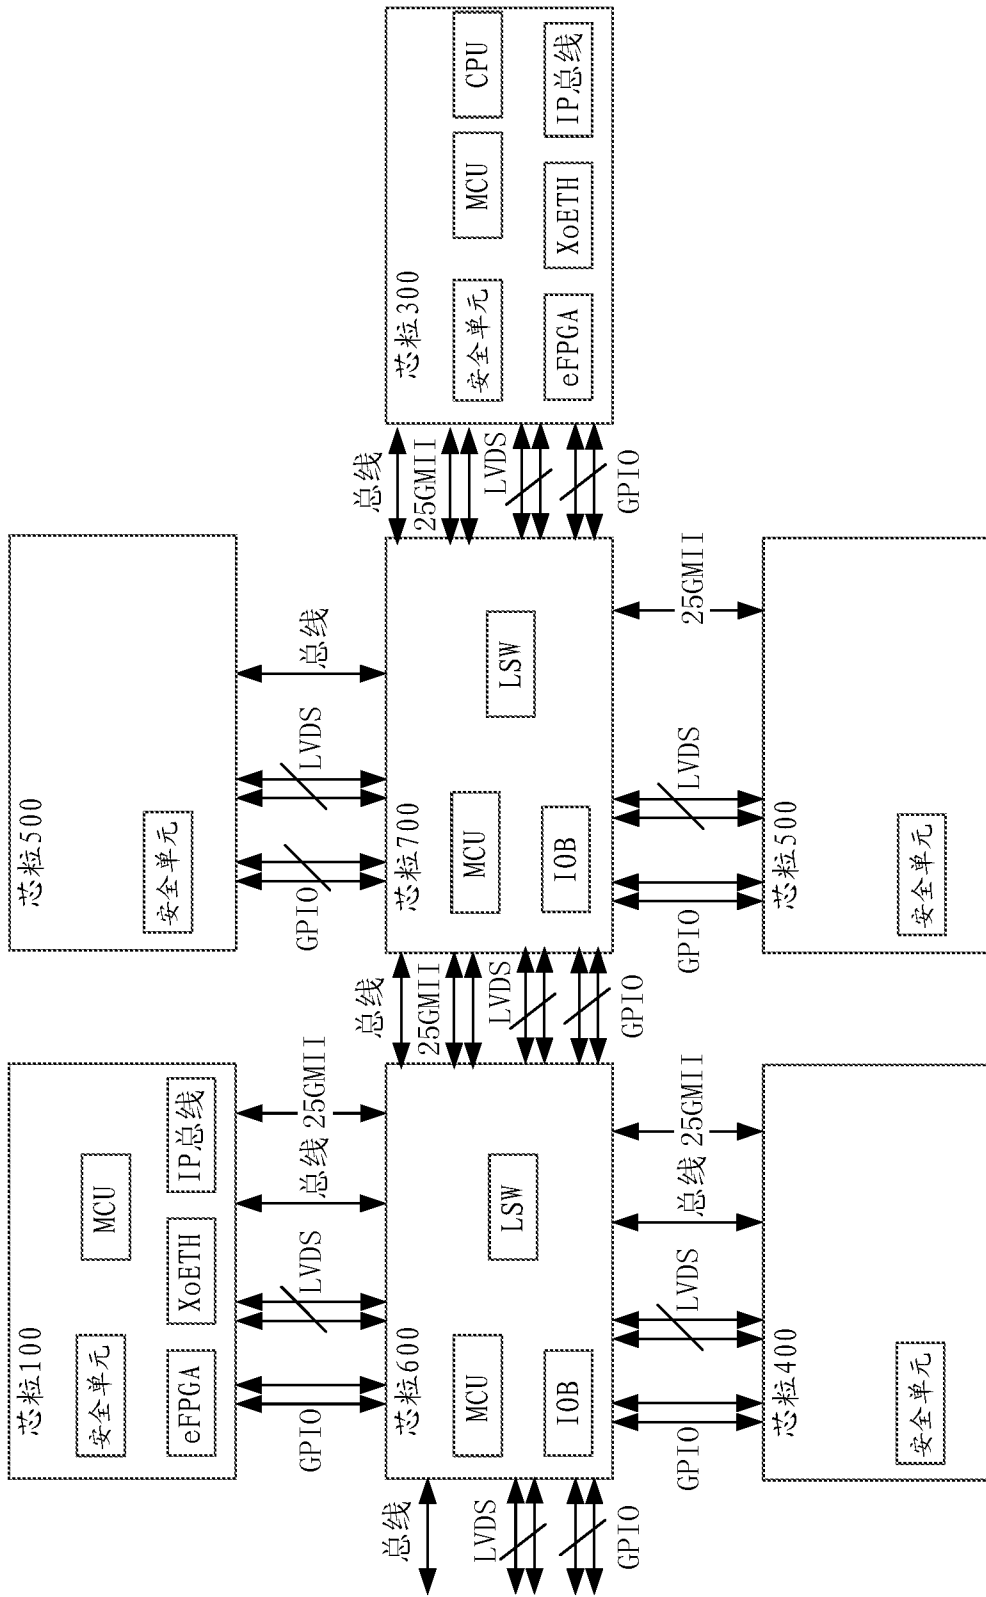 芯粒100
安全单元
MCU
eFPGA
XoETH
IP总线
芯粒500
安全单元
GPIO
LVDS
总线
25GMII
GPIO
LVDS
总线
总线
LVDS
GPIO
芯粒600
MCU
LSW
IOB
总线
25GMII
LVDS
GPIO
芯粒700
MCU
LSW
IOB
总线
25GMII
LVDS
GPIO
芯粒300
安全单元
MCU
CPU
eFPGA
XoETH
IP总线
GPIO
LVDS
总线
25GMII
GPIO
LVDS
25GMII
芯粒400
安全单元
芯粒500
安全单元